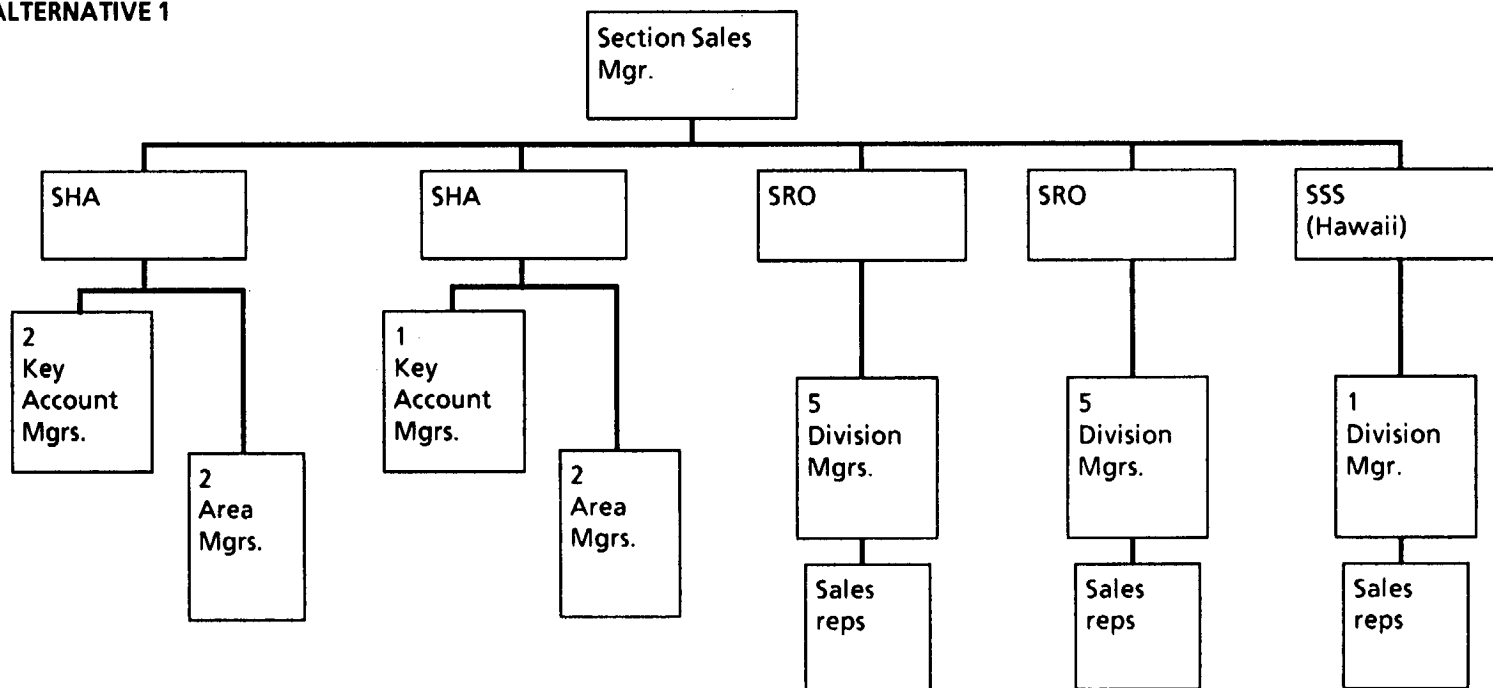 ALTERNATIVE 1
Section Sales
Mgr.
SHA
SHA
SRO
SRO
SSS
(Hawaii)
2
Key
Account
Mgrs.
2
Area
Mgrs.
1
Key
Account
Mgrs.
2
Area
Mgrs.
5
Division
Mgrs.
5
Division
Mgrs.
1
Division
Mgr.
Sales
reps
Sales
reps
Sales
reps